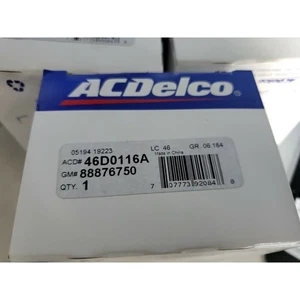 ACDelco
05194 19223 LC 46 GR. 06.164
Made in China
ACD# 46D0116A
GM# 88876750
QTY. 1
7 07773 92084 6